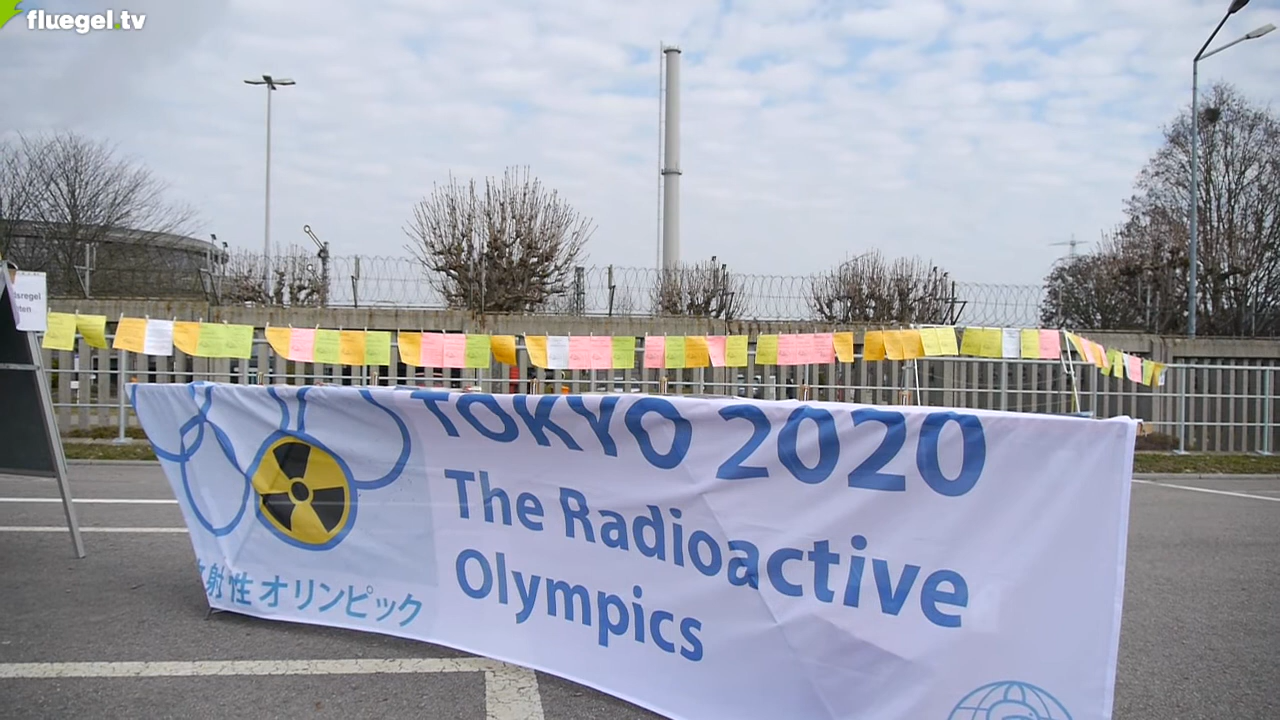 fluegel.tv
TOKYO 2020
The Radioactive
Olympics
射性オリンピック